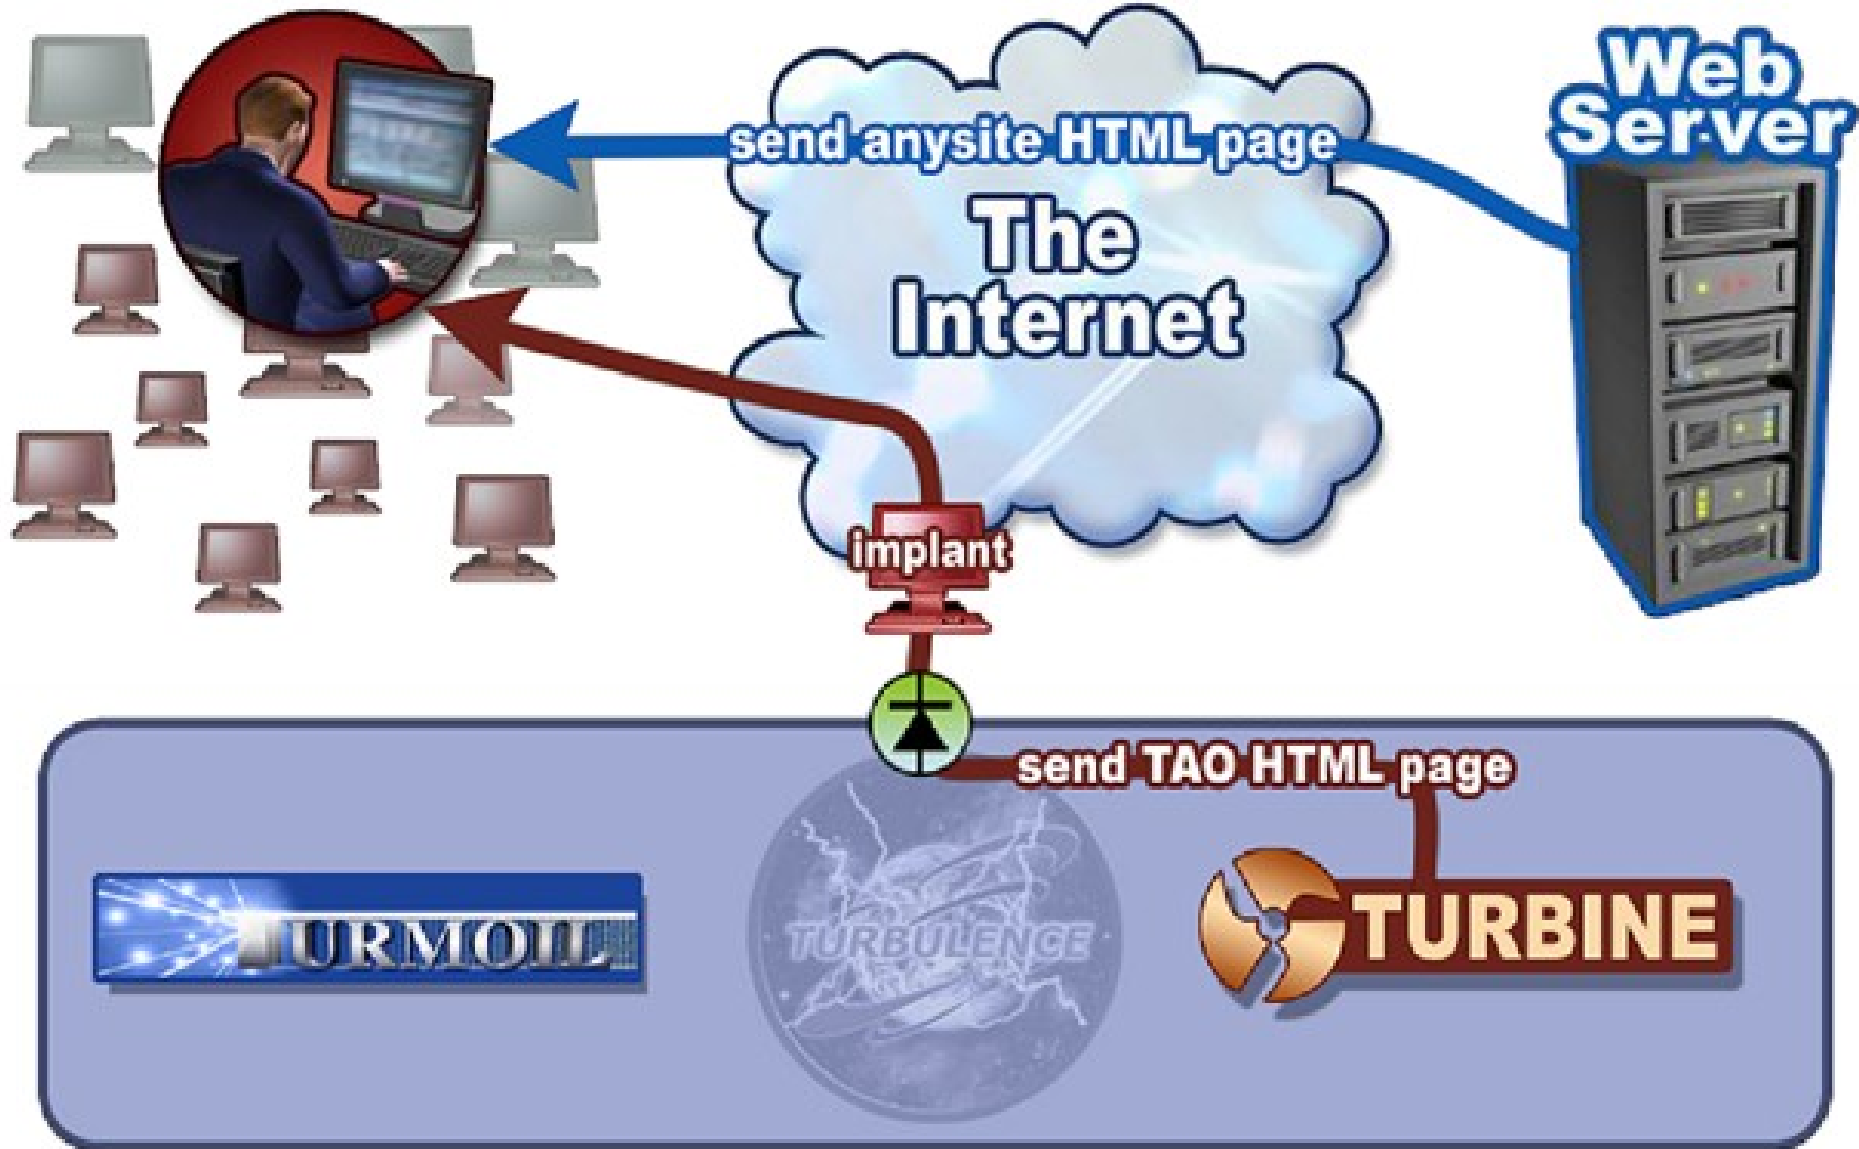 Web
Server
send anysite HTML page
The
Internet
implant
send TAO HTML page
TURMOIL
TURBULENCE
TURBINE